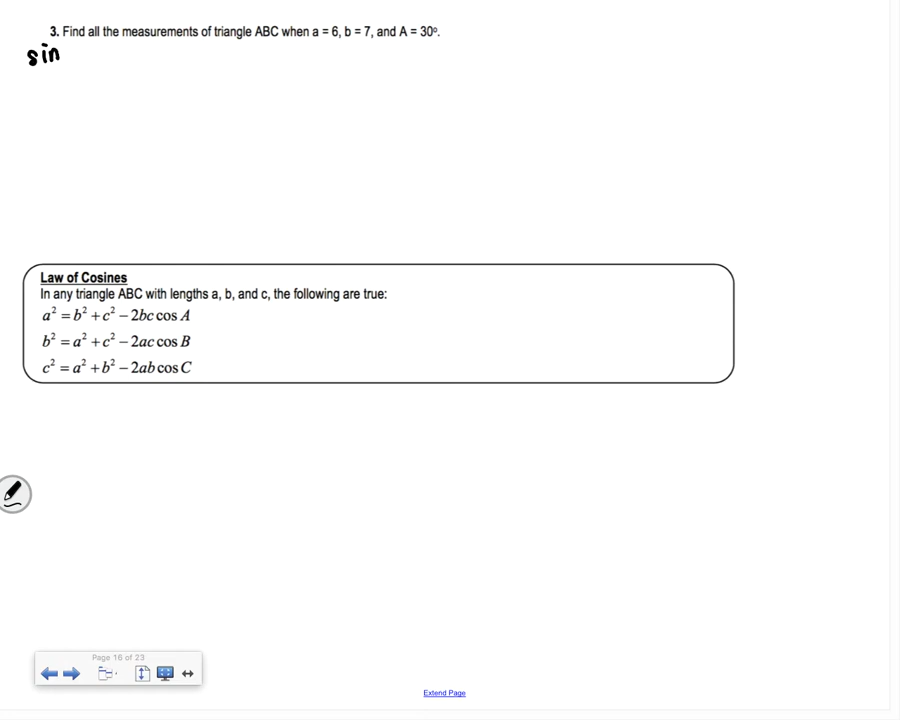 3. Find all the measurements of triangle ABC when a = 6, b = 7, and A = 30°.
sin
Law of Cosines
In any triangle ABC with lengths a, b, and c, the following are true:
a² = b² + c² − 2bc cos A
b² = a² + c² − 2ac cos B
c² = a² + b² − 2ab cos C
Page 16 of 23
Extend Page